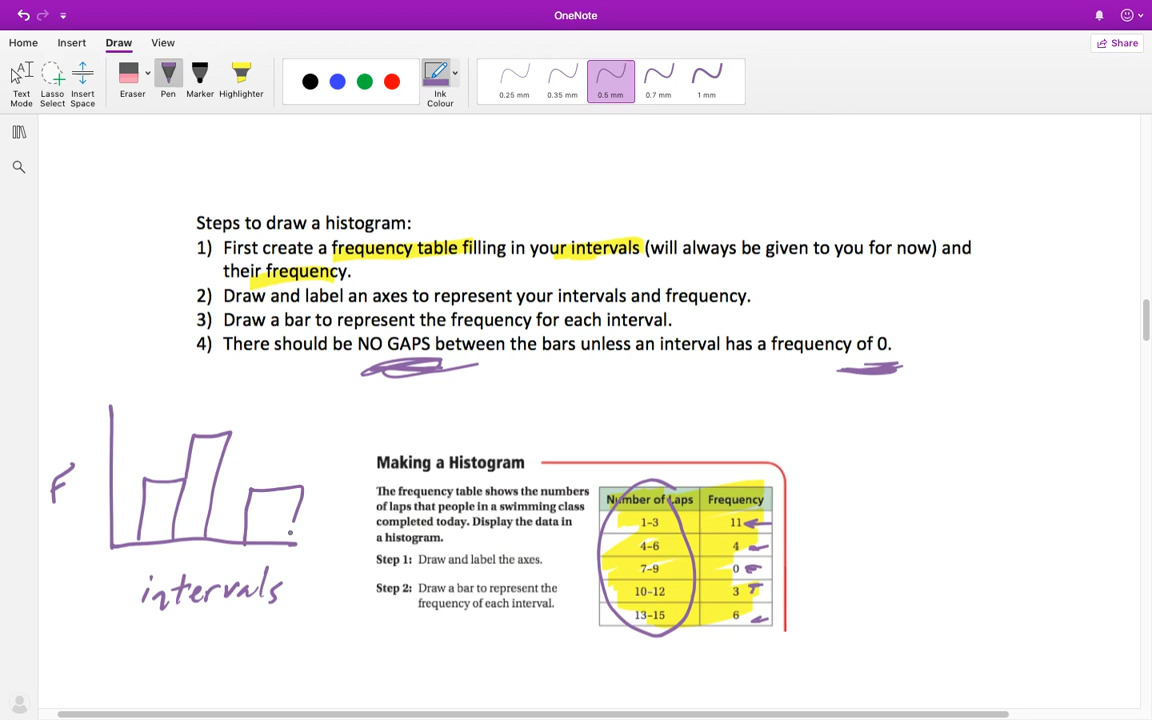 OneNote
Home Insert Draw View
Share
Text Mode
Lasso Select
Insert Space
Eraser
Pen
Marker
Highlighter
Ink Colour
0.25 mm
0.35 mm
0.5 mm
0.7 mm
1 mm
Steps to draw a histogram:
1) First create a frequency table filling in your intervals (will always be given to you for now) and
their frequency.
2) Draw and label an axes to represent your intervals and frequency.
3) Draw a bar to represent the frequency for each interval.
4) There should be NO GAPS between the bars unless an interval has a frequency of 0.
F
intervals
Making a Histogram
The frequency table shows the numbers
of laps that people in a swimming class
completed today. Display the data in
a histogram.
Step 1: Draw and label the axes.
Step 2: Draw a bar to represent the
frequency of each interval.
Number of Laps Frequency
1–3 11
4–6 4
7–9 0
10–12 3
13–15 6